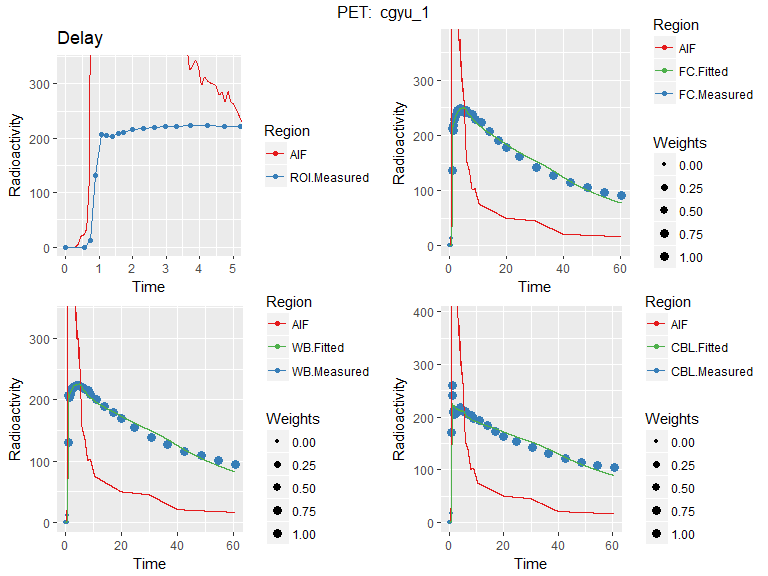 PET: cgyu_1
Delay
Radioactivity
300
200
100
0
0
1
2
3
4
5
Time
Region
AIF
ROI.Measured
Radioactivity
300
200
100
0
0
20
40
60
Time
Region
AIF
FC.Fitted
FC.Measured
Weights
0.00
0.25
0.50
0.75
1.00
Radioactivity
300
200
100
0
0
20
40
60
Time
Region
AIF
WB.Fitted
WB.Measured
Weights
0.00
0.25
0.50
0.75
1.00
Radioactivity
400
300
200
100
0
0
20
40
60
Time
Region
AIF
CBL.Fitted
CBL.Measured
Weights
0.00
0.25
0.50
0.75
1.00